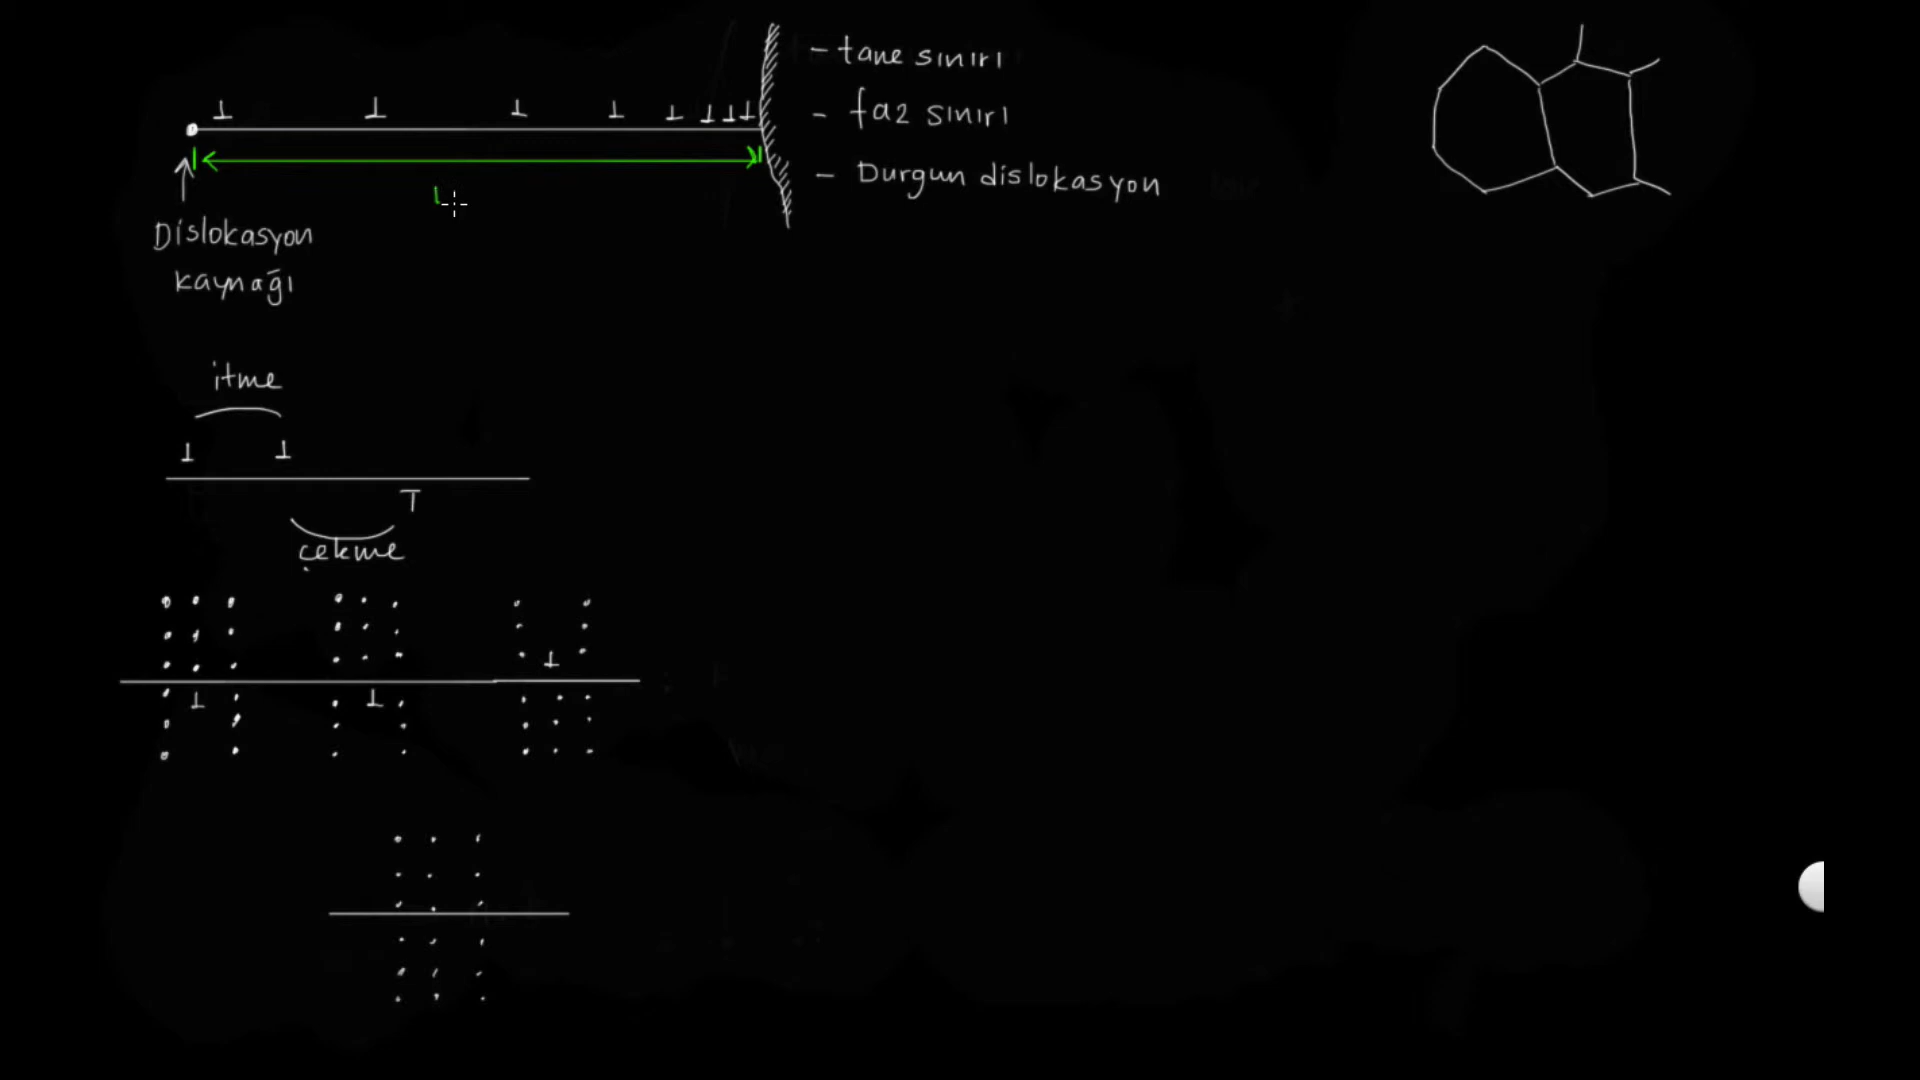 - tane sınırı
- faz sınırı
- Durgun dislokasyon
Dislokasyon
kaynağı
itme
çekme